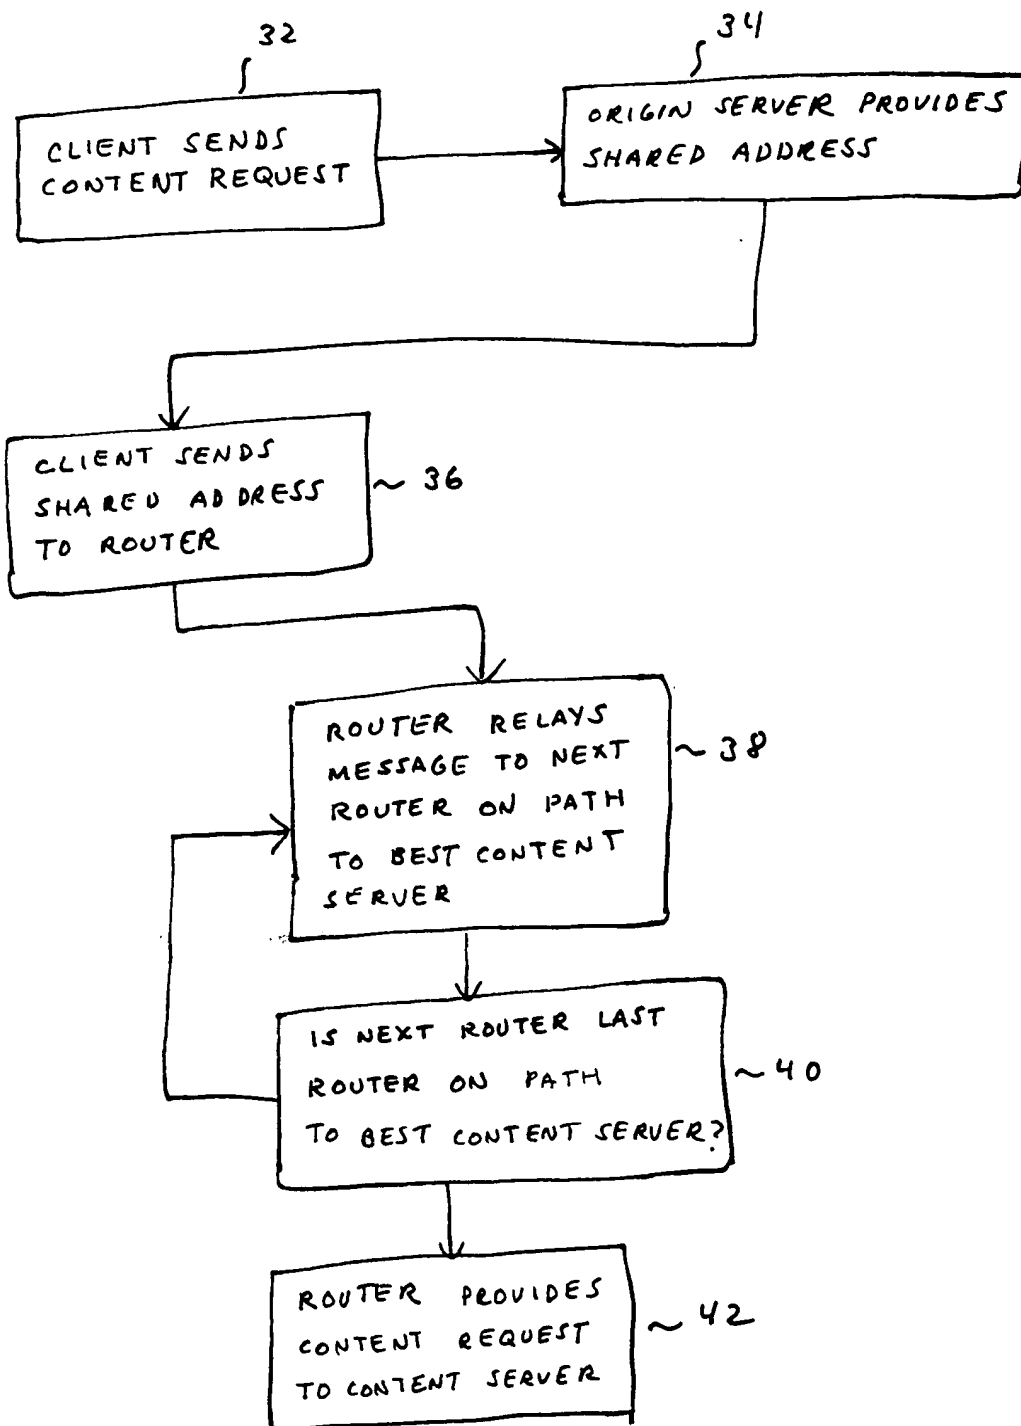 32
34
CLIENT SENDS
CONTENT REQUEST
ORIGIN SERVER PROVIDES
SHARED ADDRESS
CLIENT SENDS
SHARED ADDRESS
TO ROUTER
~ 36
ROUTER RELAYS
MESSAGE TO NEXT
ROUTER ON PATH
TO BEST CONTENT
SERVER
~ 38
IS NEXT ROUTER LAST
ROUTER ON PATH
TO BEST CONTENT SERVER?
~ 40
ROUTER PROVIDES
CONTENT REQUEST
TO CONTENT SERVER
~ 42